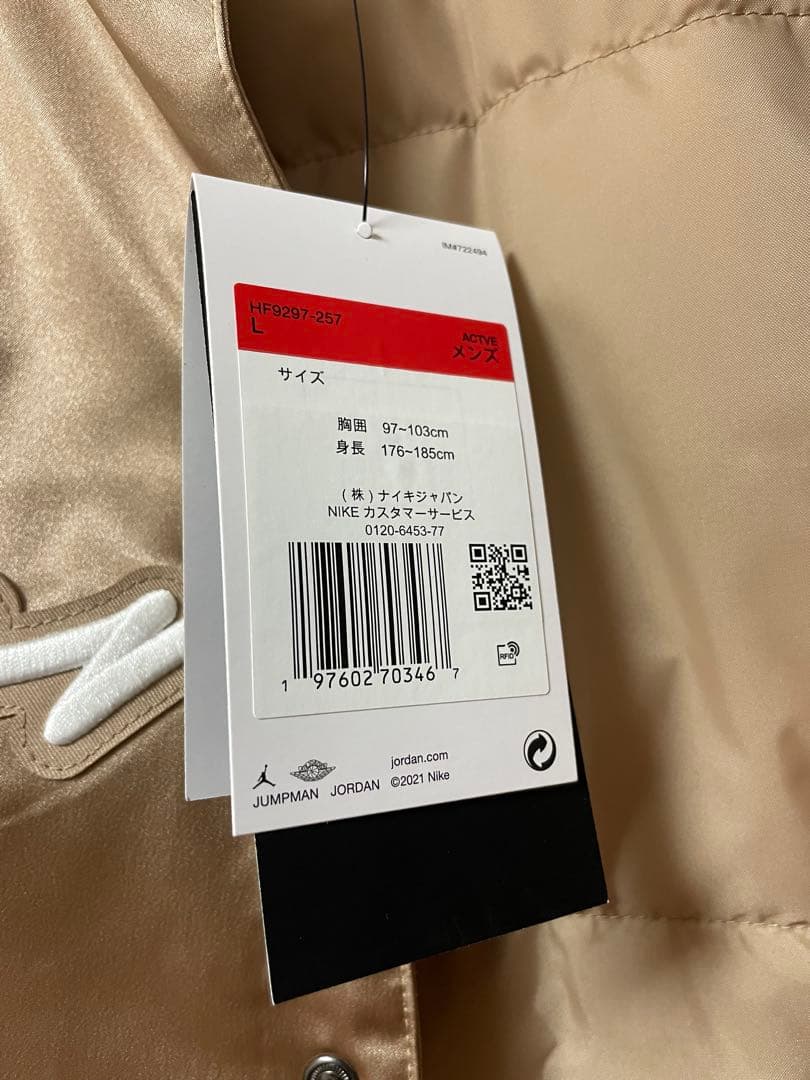 IM#722494
HF9297-257
L
ACTVE
メンズ
サイズ
胸囲 97~103cm
身長 176~185cm
(株)ナイキジャパン
NIKE カスタマーサービス
0120-6453-77
RFID
1 97602 70346 7
jordan.com
JUMPMAN JORDAN ©2021 Nike